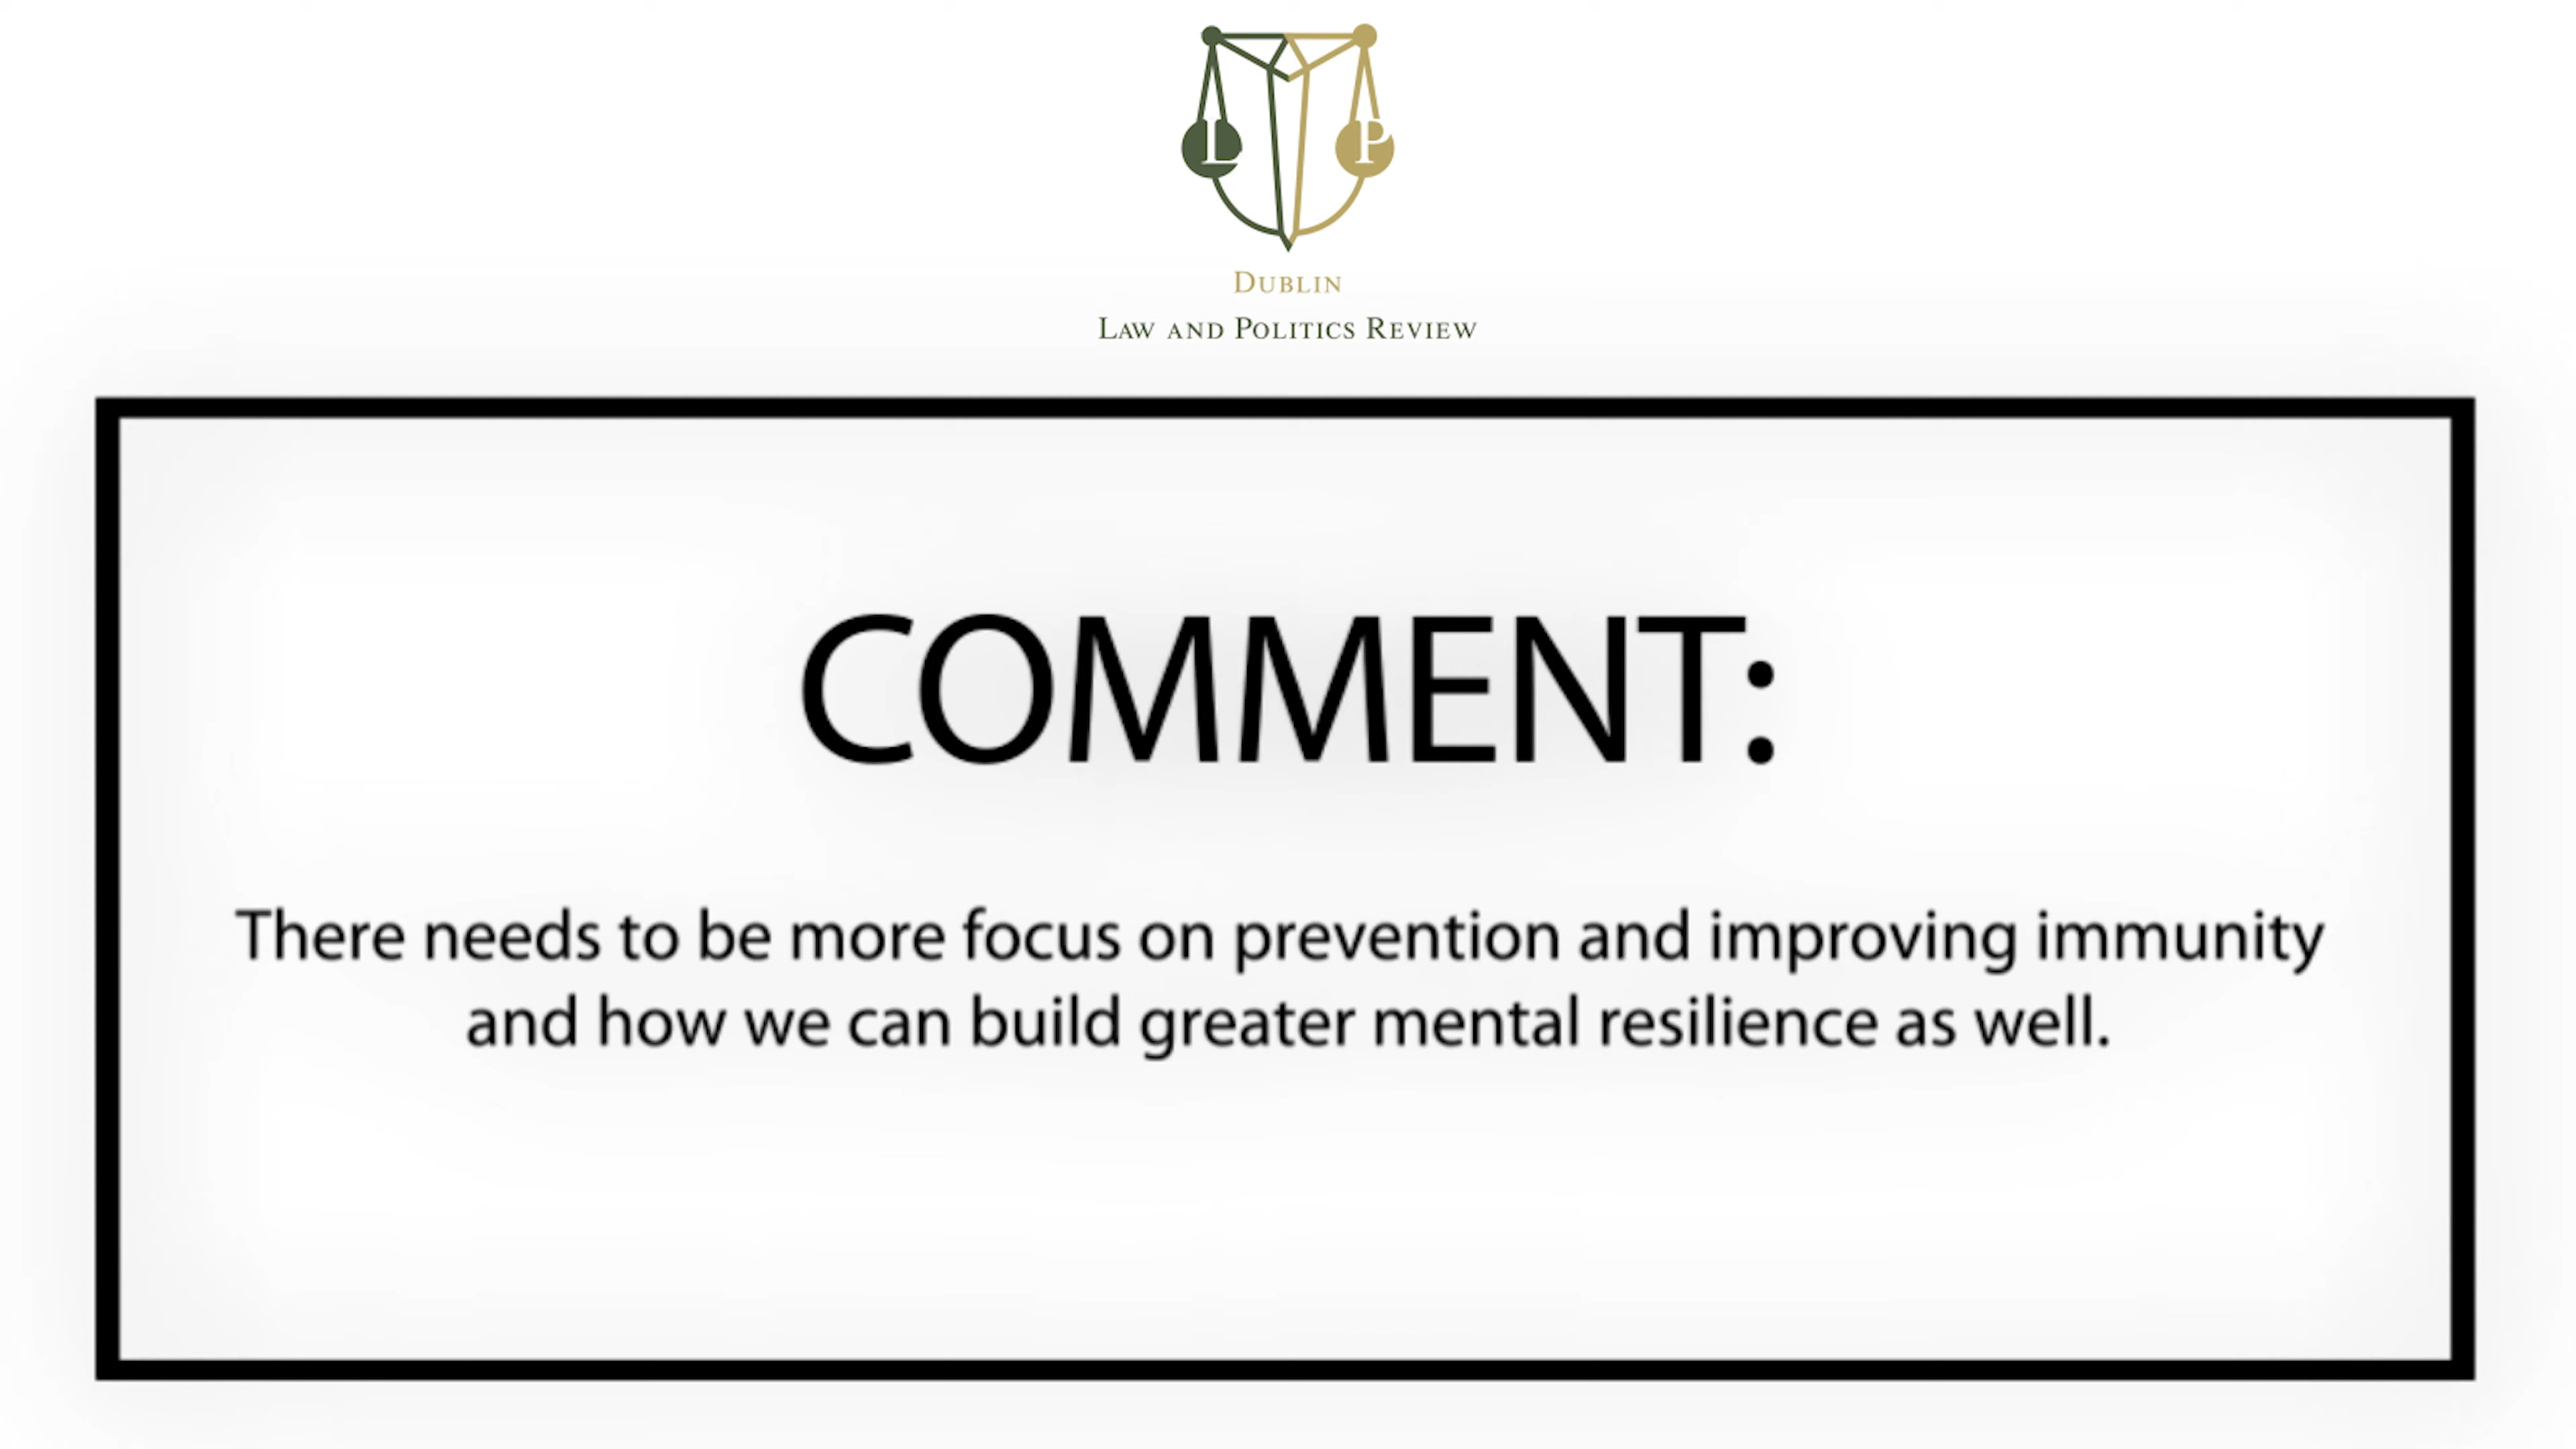 L P
DUBLIN
LAW AND POLITICS REVIEW
COMMENT:
There needs to be more focus on prevention and improving immunity
and how we can build greater mental resilience as well.